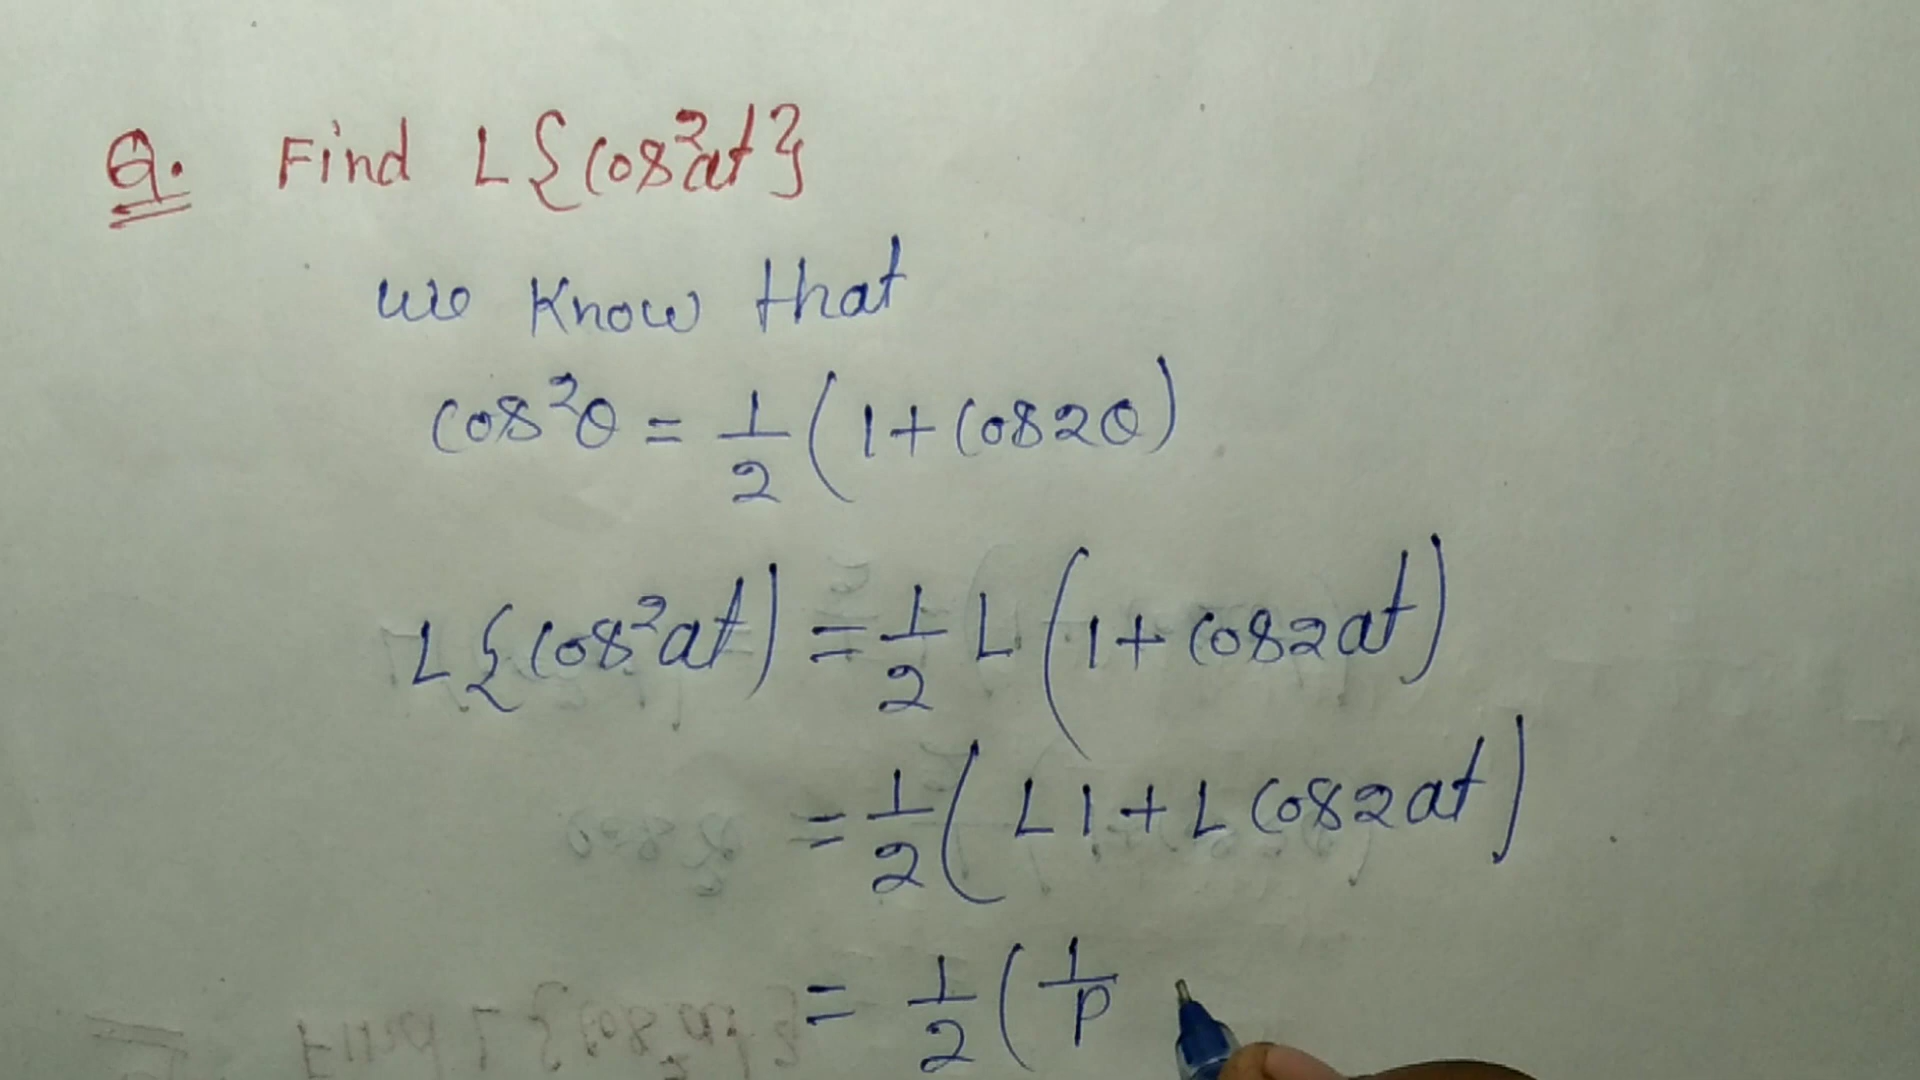 Q. Find L{cos²at}
we know that
cos²θ = 1/2 (1+cos2θ)
L{cos²at) = 1/2 L (1+cos2at)
= 1/2 (L1+L cos2at)
= 1/2 (1/p